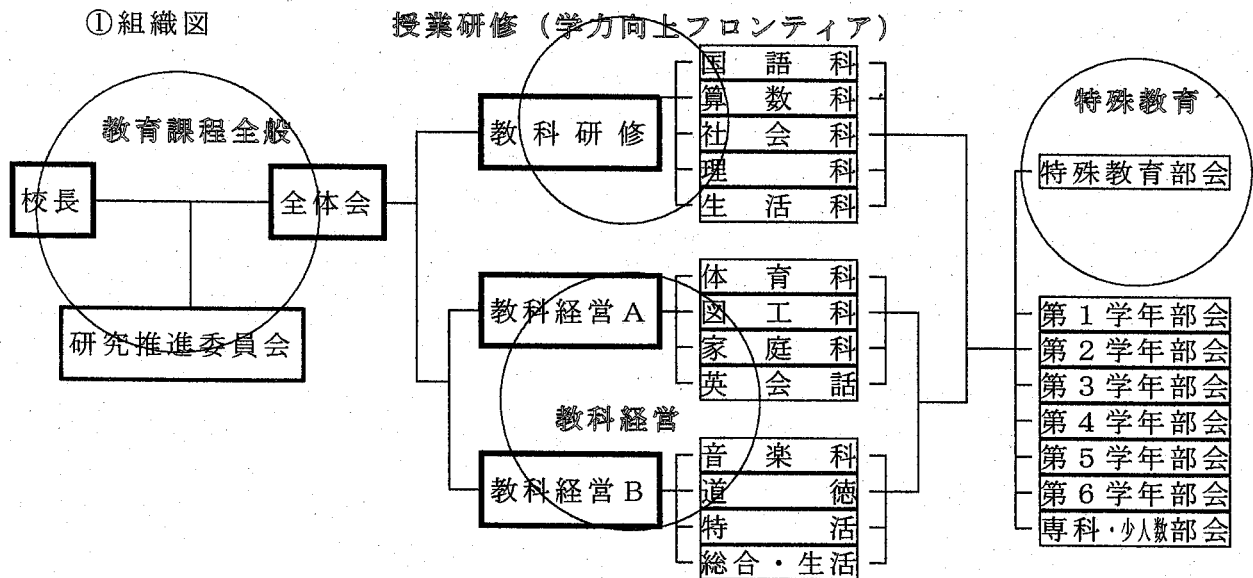 ①組織図
授業研修（学力向上フロンティア）
教育課程全般
校長
全体会
研究推進委員会
教科研修
国語科
算数科
社会科
理科
生活科
教科経営A
体育科
図工科
家庭科
英会話
教科経営
教科経営B
音楽科
道徳
特活
総合・生活
特殊教育
特殊教育部会
第1学年部会
第2学年部会
第3学年部会
第4学年部会
第5学年部会
第6学年部会
専科・少人数部会